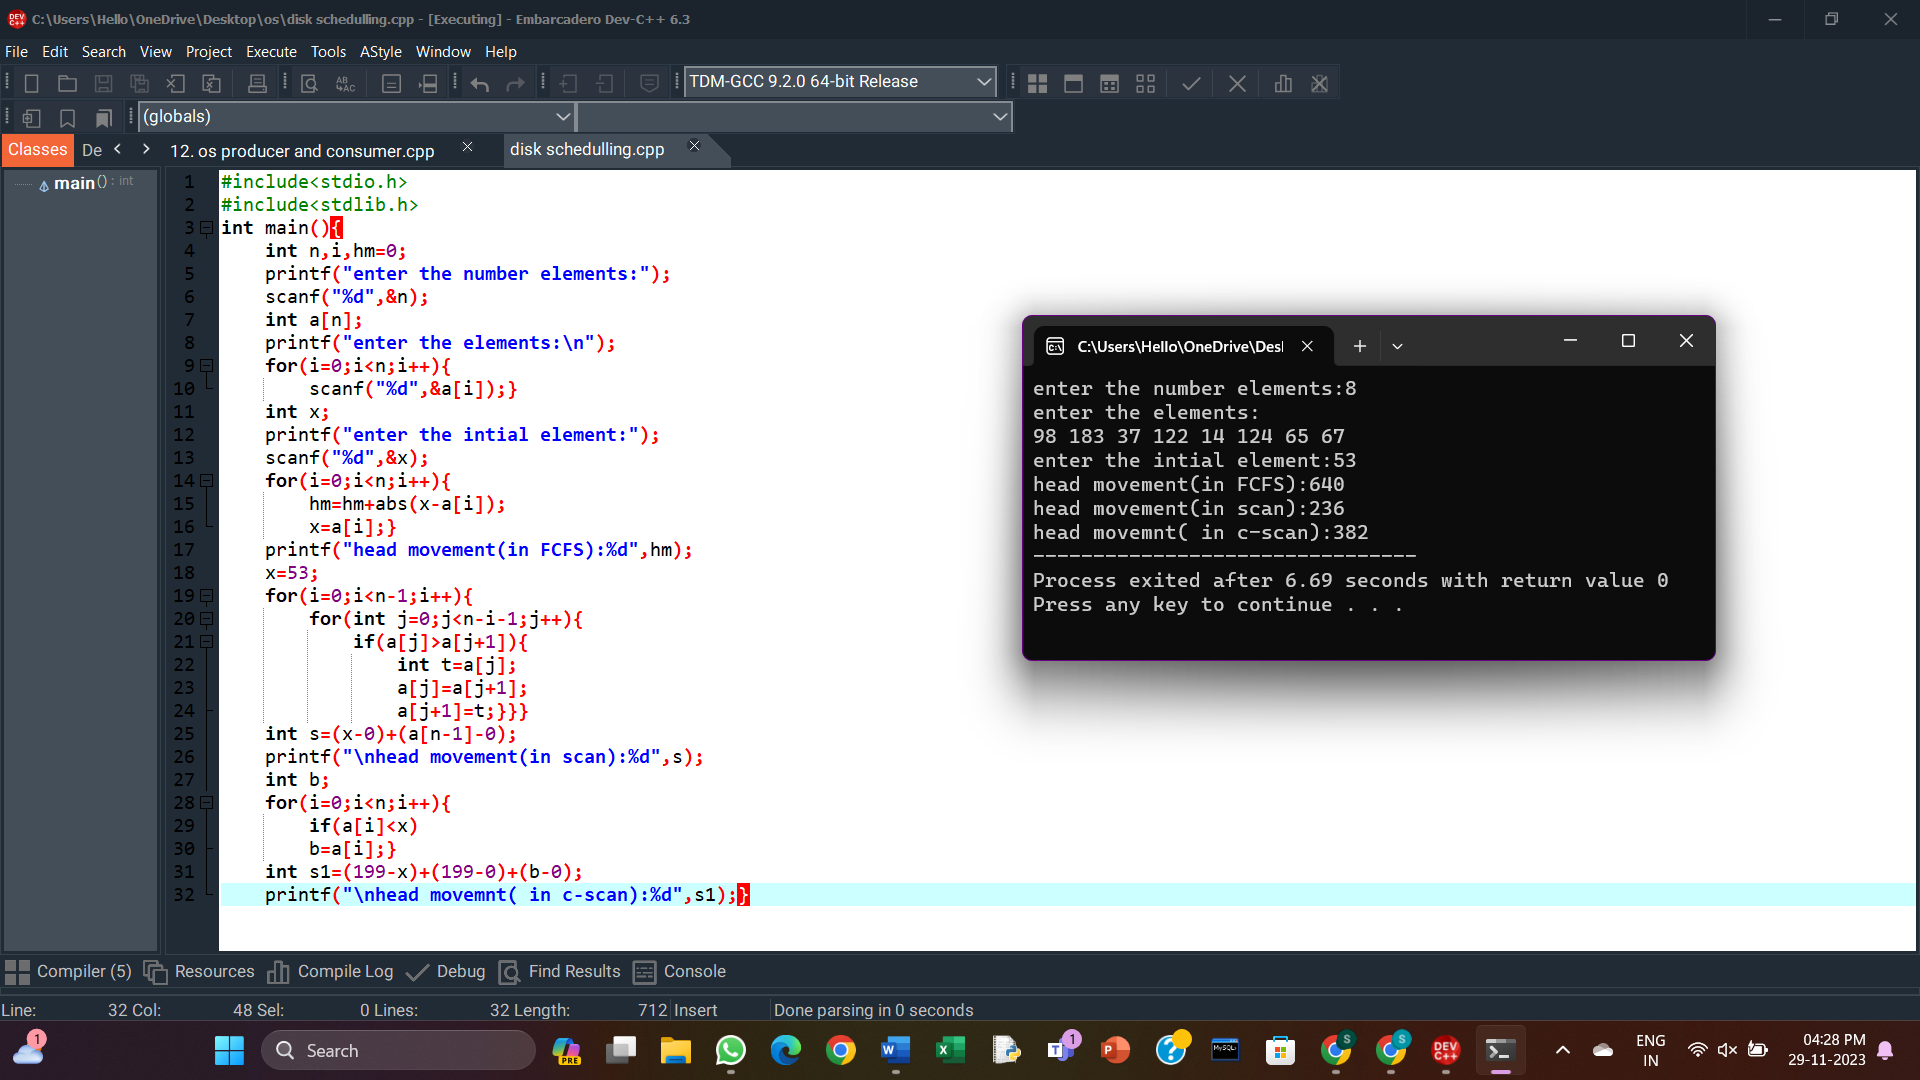 C:\Users\Hello\OneDrive\Desktop\os\disk schedulling.cpp - [Executing] - Embarcadero Dev-C++ 6.3
File Edit Search View Project Execute Tools AStyle Window Help
TDM-GCC 9.2.0 64-bit Release
(globals)
Classes De 12. os producer and consumer.cpp disk schedulling.cpp
main() : int
1 #include<stdio.h>
2 #include<stdlib.h>
3 int main(){
4 int n,i,hm=0;
5 printf("enter the number elements:");
6 scanf("%d",&n);
7 int a[n];
8 printf("enter the elements:\n");
9 for(i=0;i<n;i++){
10 scanf("%d",&a[i]);}
11 int x;
12 printf("enter the intial element:");
13 scanf("%d",&x);
14 for(i=0;i<n;i++){
15 hm=hm+abs(x-a[i]);
16 x=a[i];}
17 printf("head movement(in FCFS):%d",hm);
18 x=53;
19 for(i=0;i<n-1;i++){
20 for(int j=0;j<n-i-1;j++){
21 if(a[j]>a[j+1]){
22 int t=a[j];
23 a[j]=a[j+1];
24 a[j+1]=t;}}}
25 int s=(x-0)+(a[n-1]-0);
26 printf("\nhead movement(in scan):%d",s);
27 int b;
28 for(i=0;i<n;i++){
29 if(a[i]<x)
30 b=a[i];}
31 int s1=(199-x)+(199-0)+(b-0);
32 printf("\nhead movemnt( in c-scan):%d",s1);}
C:\Users\Hello\OneDrive\Des
enter the number elements:8
enter the elements:
98 183 37 122 14 124 65 67
enter the intial element:53
head movement(in FCFS):640
head movement(in scan):236
head movemnt( in c-scan):382
--------------------------------
Process exited after 6.69 seconds with return value 0
Press any key to continue . . .
Compiler (5) Resources Compile Log Debug Find Results Console
Line: 32 Col: 48 Sel: 0 Lines: 32 Length: 712 Insert Done parsing in 0 seconds
1
Search
PRE
1
MySQL
S
S
DEV C++
ENG
IN
04:28 PM
29-11-2023